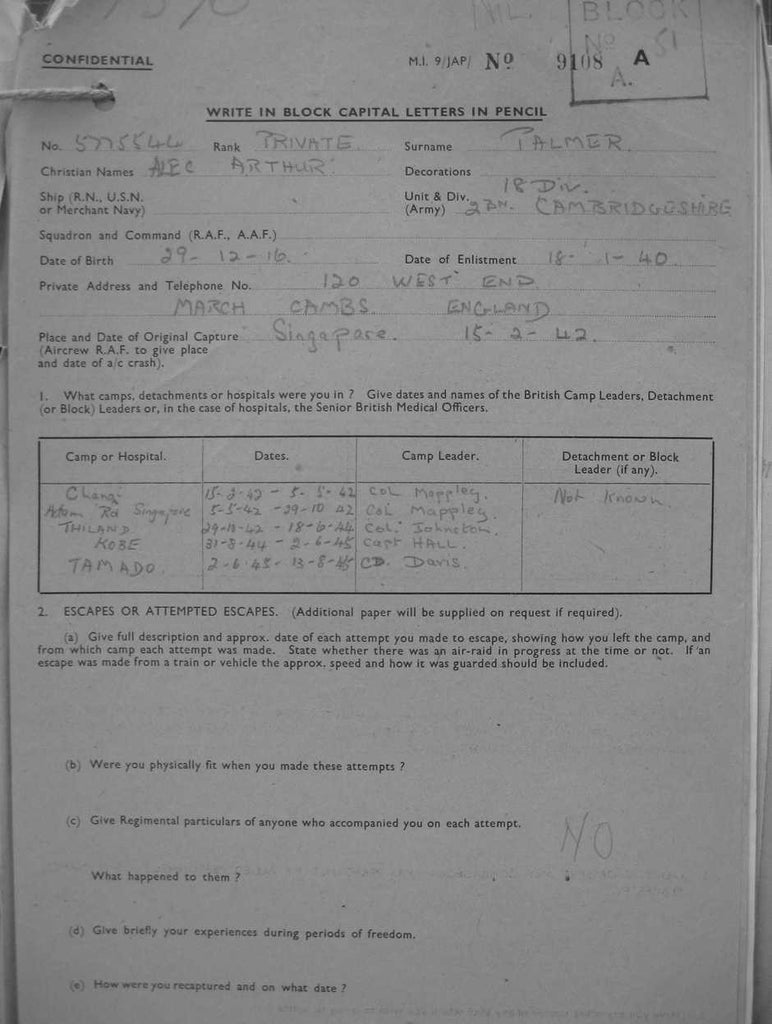 MIL. BLOCK
CONFIDENTIAL M.I. 9/JAP/ No 9108 A
No 51
A.
WRITE IN BLOCK CAPITAL LETTERS IN PENCIL
No. 5775544 Rank PRIVATE Surname PALMER
Christian Names ALEC ARTHUR Decorations
Ship (R.N., U.S.N. or Merchant Navy) Unit & Div. (Army) 18 Div. 2 BN. CAMBRIDGESHIRE
Squadron and Command (R.A.F., A.A.F.)
Date of Birth 29-12-16. Date of Enlistment 18-1-40
Private Address and Telephone No. 120 WEST END
MARCH CAMBS ENGLAND
Place and Date of Original Capture Singapore. 15-2-42
(Aircrew R.A.F. to give place
and date of a/c crash).
1. What camps, detachments or hospitals were you in ? Give dates and names of the British Camp Leaders, Detachment
(or Block) Leaders or, in the case of hospitals, the Senior British Medical Officers.
Camp or Hospital. Dates. Camp Leader. Detachment or Block
Leader (if any).
Changi 15-2-42 - 5-5-42 Col Mappley. Not Known
Adam Rd Singapore 5-5-42 - 29-10 42 Col Mappley
THILAND 29-10-42 - 18-6-44 Col. Johnston.
KOBE 31-8-44 - 2-6-45 Capt HALL.
TAMADO. 2-6-45 - 13-8-45 CD. Davis.
2. ESCAPES OR ATTEMPTED ESCAPES. (Additional paper will be supplied on request if required).
(a) Give full description and approx. date of each attempt you made to escape, showing how you left the camp, and
from which camp each attempt was made. State whether there was an air-raid in progress at the time or not. If an
escape was made from a train or vehicle the approx. speed and how it was guarded should be included.
(b) Were you physically fit when you made these attempts ?
(c) Give Regimental particulars of anyone who accompanied you on each attempt.
NO
What happened to them ?
(d) Give briefly your experiences during periods of freedom.
(e) How were you recaptured and on what date ?